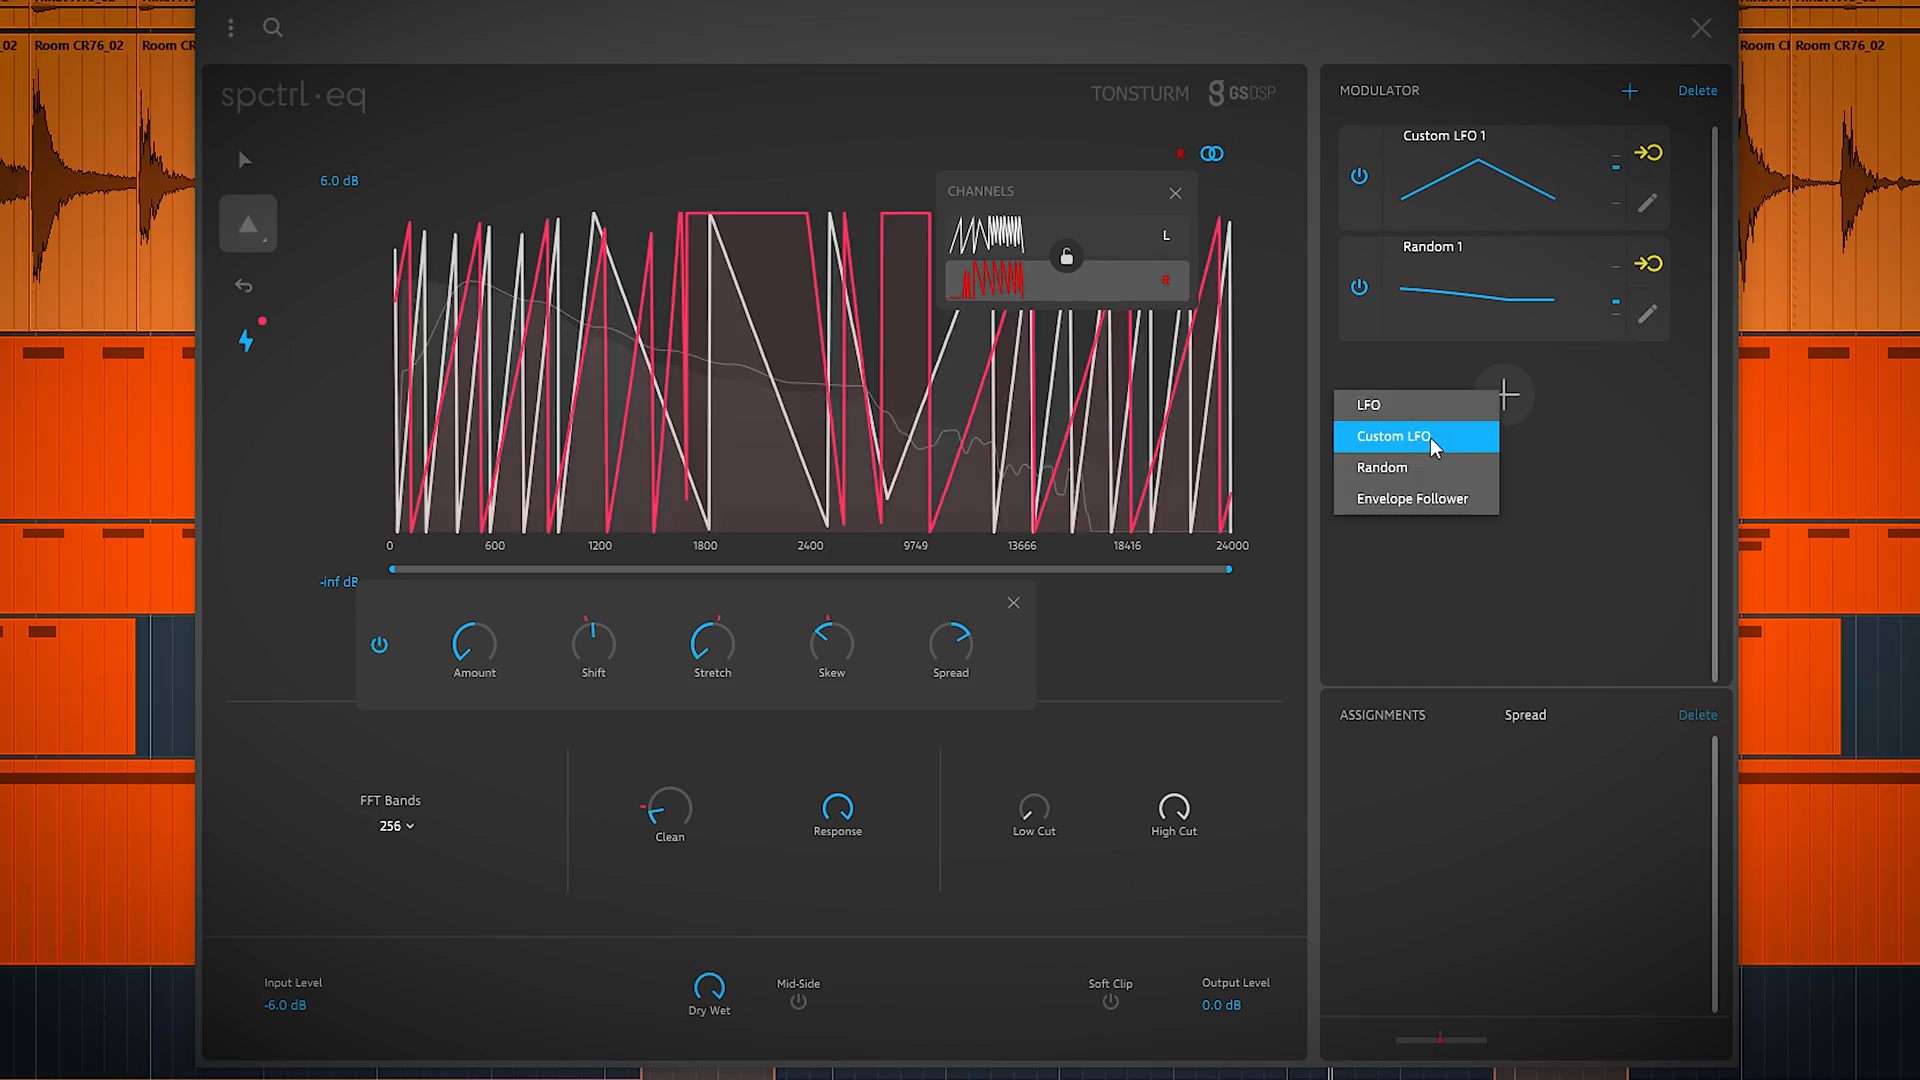 _02
Room CR76_02
Room CR
Room CR76_02
spctrl·eq
TONSTURM
GSDSP
6.0 dB
R
CHANNELS
L
R
0
600
1200
1800
2400
9749
13666
18416
24000
-inf dB
Amount
Shift
Stretch
Skew
Spread
FFT Bands
256
Clean
Response
Low Cut
High Cut
Input Level
-6.0 dB
Dry Wet
Mid-Side
Soft Clip
Output Level
0.0 dB
MODULATOR
Delete
Custom LFO 1
Random 1
LFO
Custom LFO
Random
Envelope Follower
ASSIGNMENTS
Spread
Delete